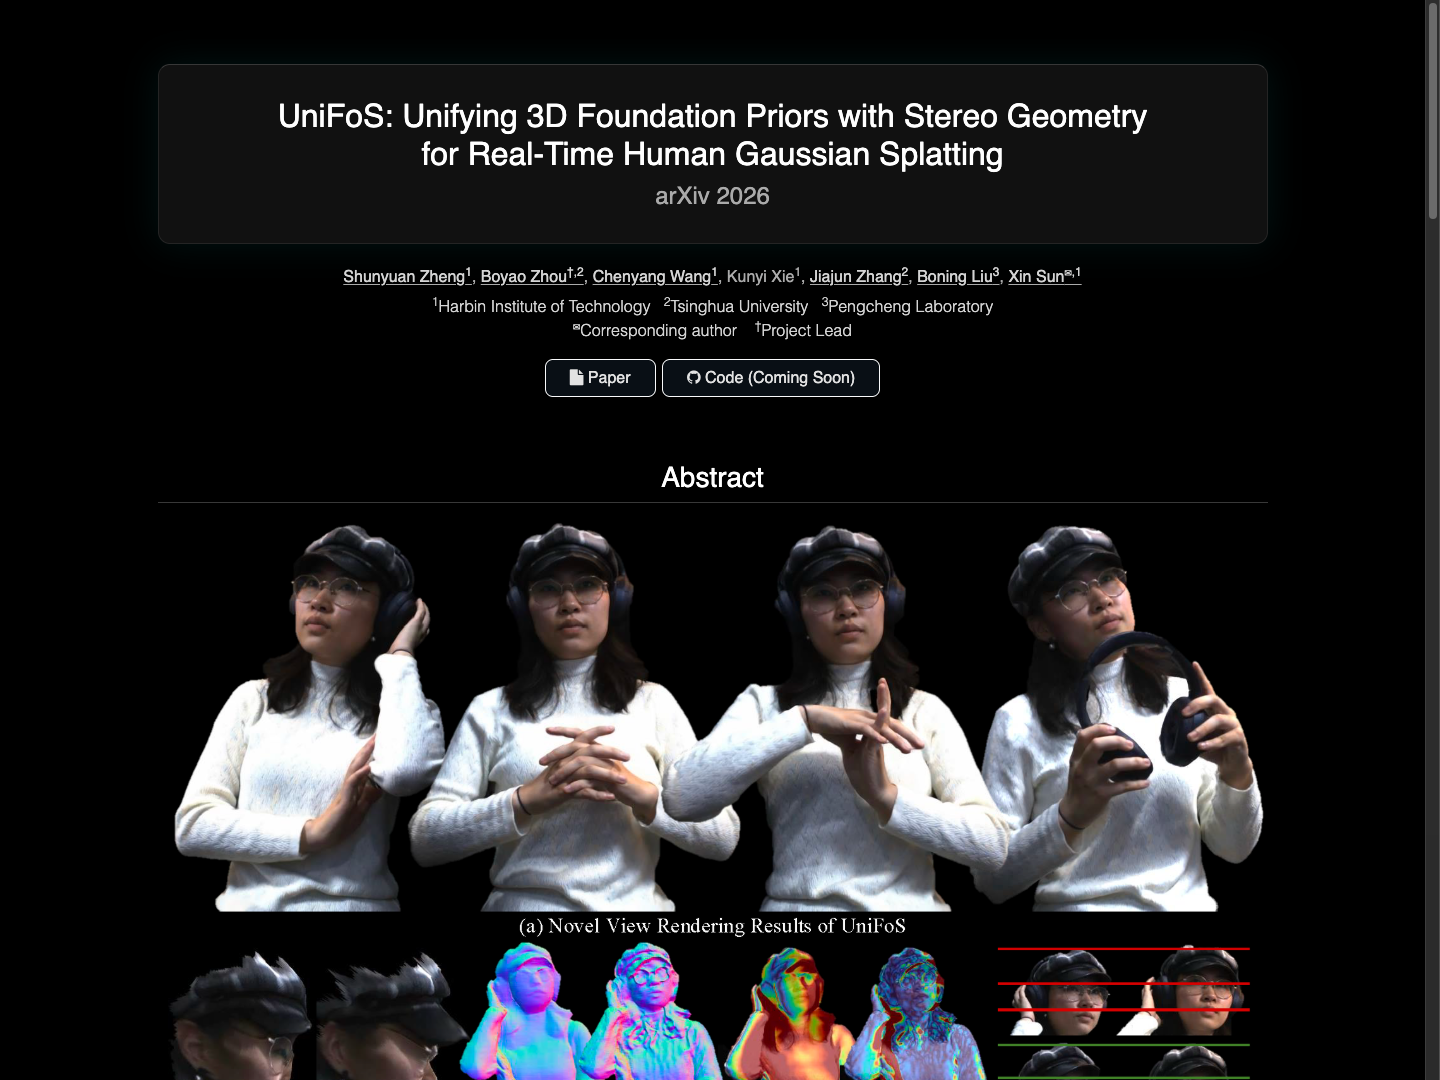 UniFoS: Unifying 3D Foundation Priors with Stereo Geometry
for Real-Time Human Gaussian Splatting
arXiv 2026
Shunyuan Zheng¹, Boyao Zhou†,², Chenyang Wang¹, Kunyi Xie¹, Jiajun Zhang², Boning Liu³, Xin Sun✉,¹
¹Harbin Institute of Technology ²Tsinghua University ³Pengcheng Laboratory
✉Corresponding author †Project Lead
Paper
Code (Coming Soon)
Abstract
(a) Novel View Rendering Results of UniFoS